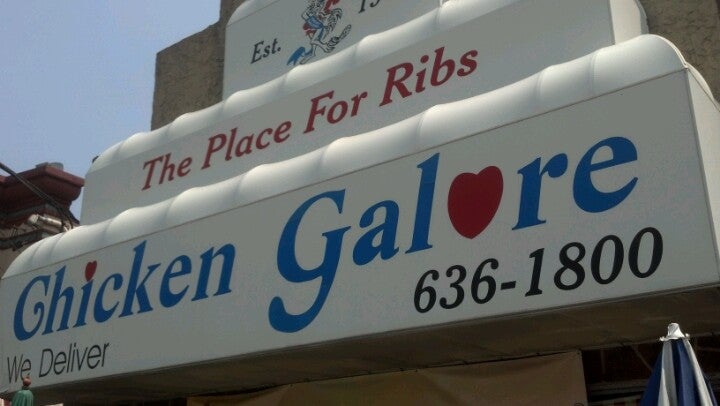 Est.
The Place For Ribs
Chicken Galore
636-1800
We Deliver